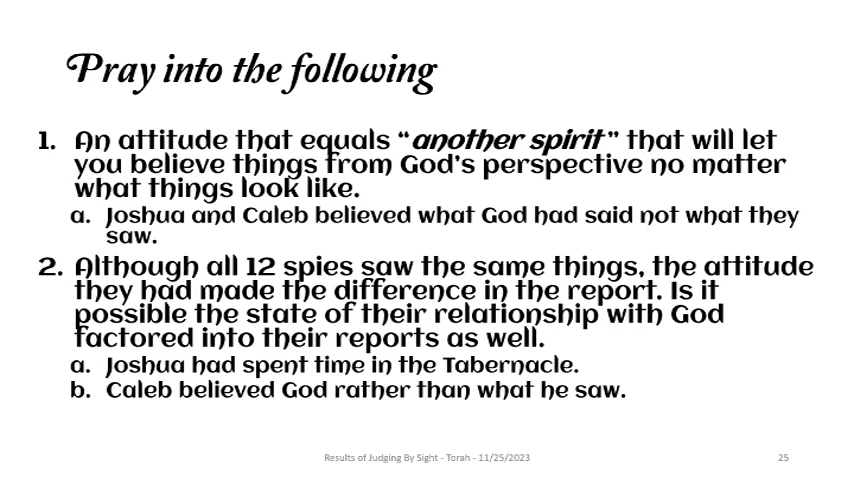 Pray into the following
1. An attitude that equals “another spirit” that will let
you believe things from God’s perspective no matter
what things look like.
a. Joshua and Caleb believed what God had said not what they
saw.
2. Although all 12 spies saw the same things, the attitude
they had made the difference in the report. Is it
possible the state of their relationship with God
factored into their reports as well.
a. Joshua had spent time in the Tabernacle.
b. Caleb believed God rather than what he saw.
Results of Judging By Sight - Torah - 11/25/2023
25